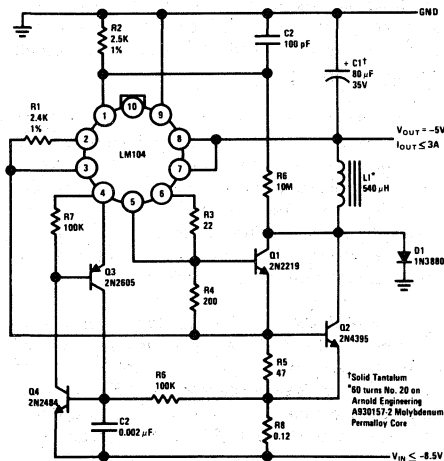 GND
R2
2.5K
1%
C2
100 pF
+ C1†
80 μF
35V
R1
2.4K
1%
1
10
9
2
8
LM104
3
7
4
5
6
VOUT = –5V
IOUT ≤ 3A
R6
10M
L1*
540 μH
R7
100K
R3
22
Q1
2N2219
D1
1N3880
Q3
2N2605
R4
200
Q2
2N4395
R5
47
Q4
2N2484
R6
100K
C2
0.002 μF
R8
0.12
†Solid Tantalum
*60 turns No. 20 on
Arnold Engineering
A930157-2 Molybdenum
Permalloy Core
VIN ≤ –8.5V